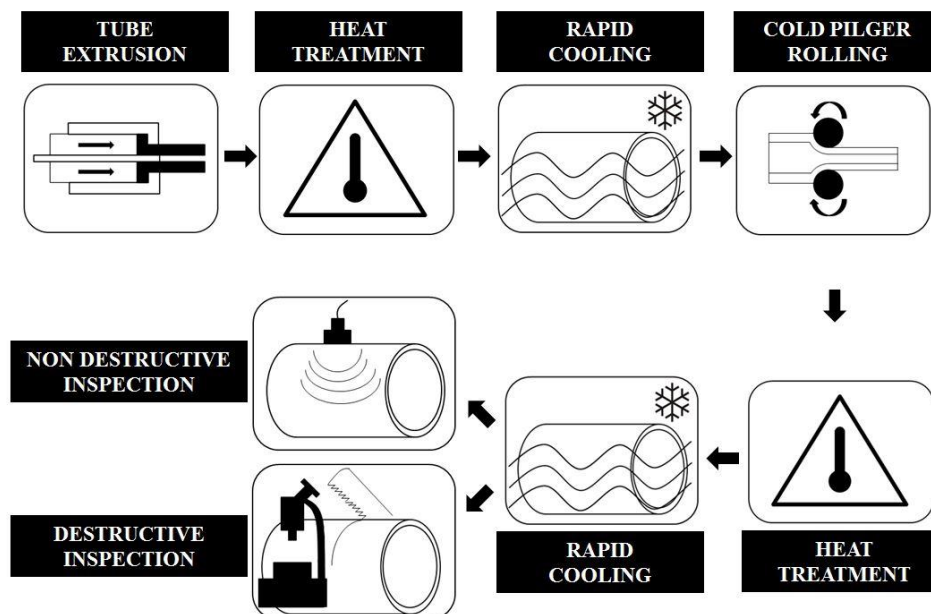 TUBE
EXTRUSION
HEAT
TREATMENT
RAPID
COOLING
COLD PILGER
ROLLING
NON DESTRUCTIVE
INSPECTION
DESTRUCTIVE
INSPECTION
RAPID
COOLING
HEAT
TREATMENT